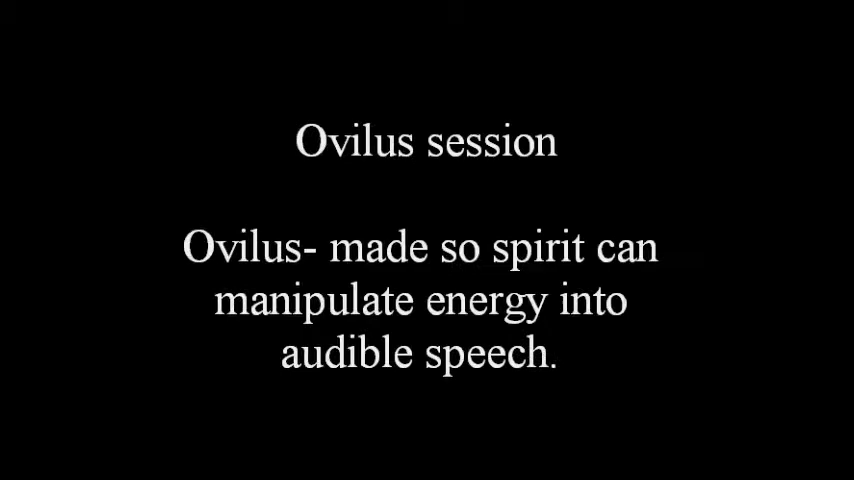 Ovilus session
Ovilus- made so spirit can
manipulate energy into
audible speech.